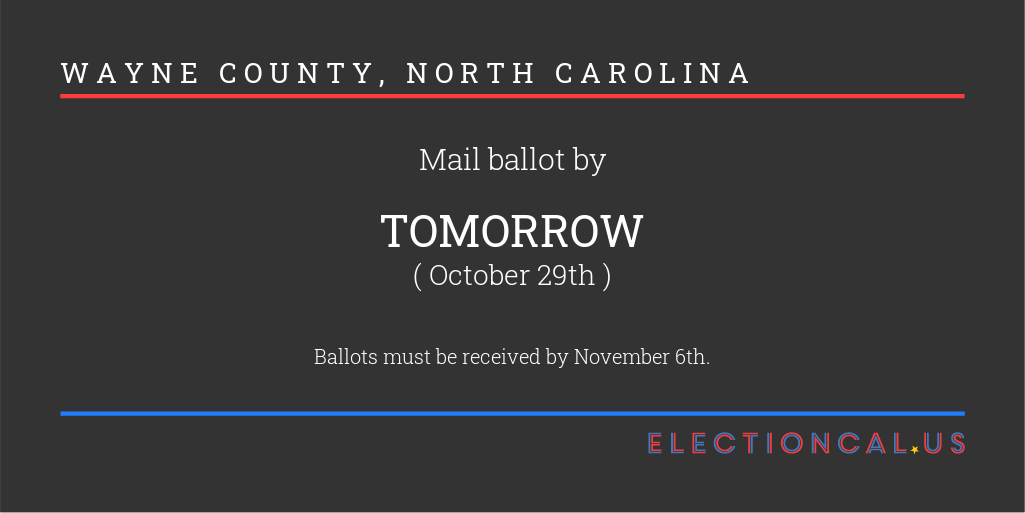 WAYNE COUNTY, NORTH CAROLINA
Mail ballot by
TOMORROW
( October 29th )
Ballots must be received by November 6th.
ELECTIONCAL.US